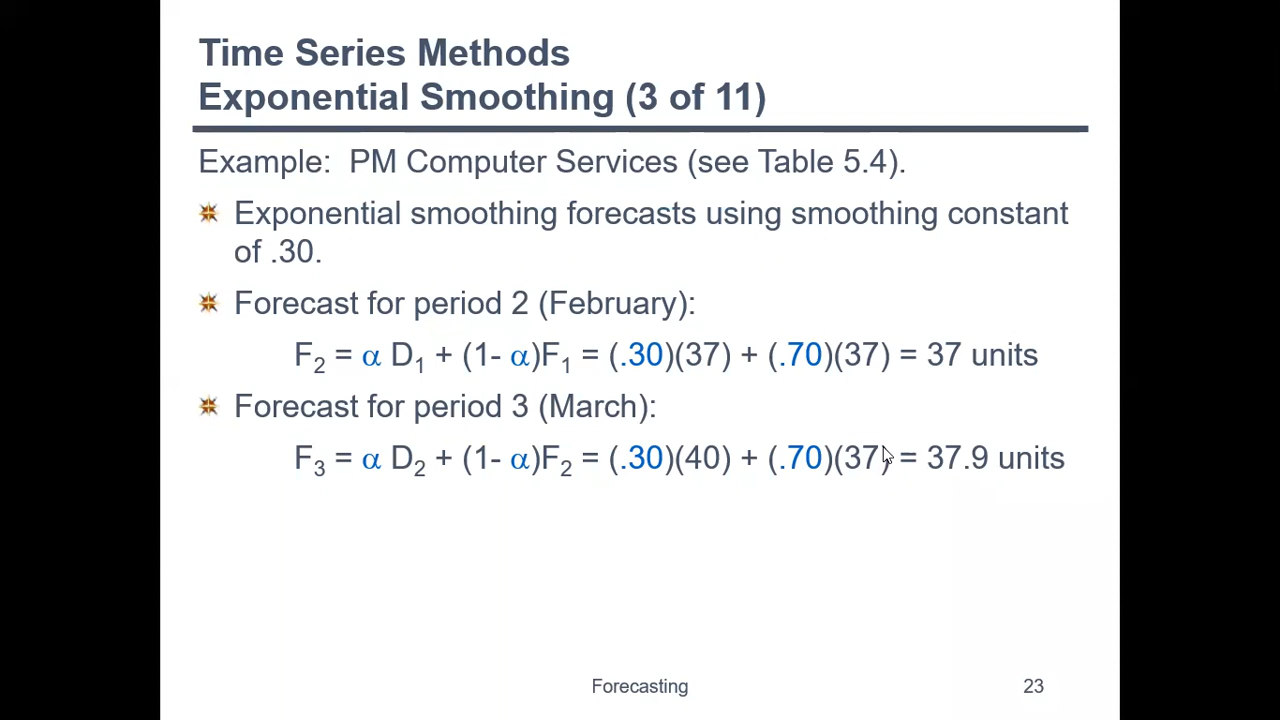 Time Series Methods
Exponential Smoothing (3 of 11)
Example: PM Computer Services (see Table 5.4).
Exponential smoothing forecasts using smoothing constant
of .30.
Forecast for period 2 (February):
F₂ = α D₁ + (1- α)F₁ = (.30)(37) + (.70)(37) = 37 units
Forecast for period 3 (March):
F₃ = α D₂ + (1- α)F₂ = (.30)(40) + (.70)(37) = 37.9 units
Forecasting 23